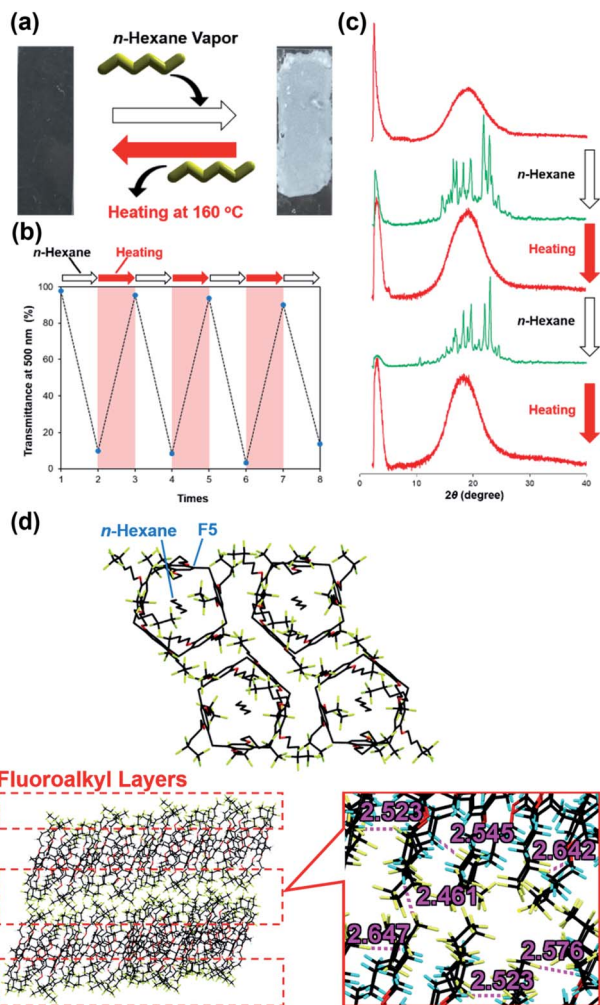 (a)
n-Hexane Vapor
Heating at 160 °C
(b)
n-Hexane Heating
Transmittance at 500 nm (%)
100
80
60
40
20
0
1 2 3 4 5 6 7 8
Times
(c)
n-Hexane
Heating
n-Hexane
Heating
0 10 20 30 40
2θ (degree)
(d)
n-Hexane
F5
Fluoroalkyl Layers
2.523
2.545
2.642
2.461
2.647
2.576
2.523